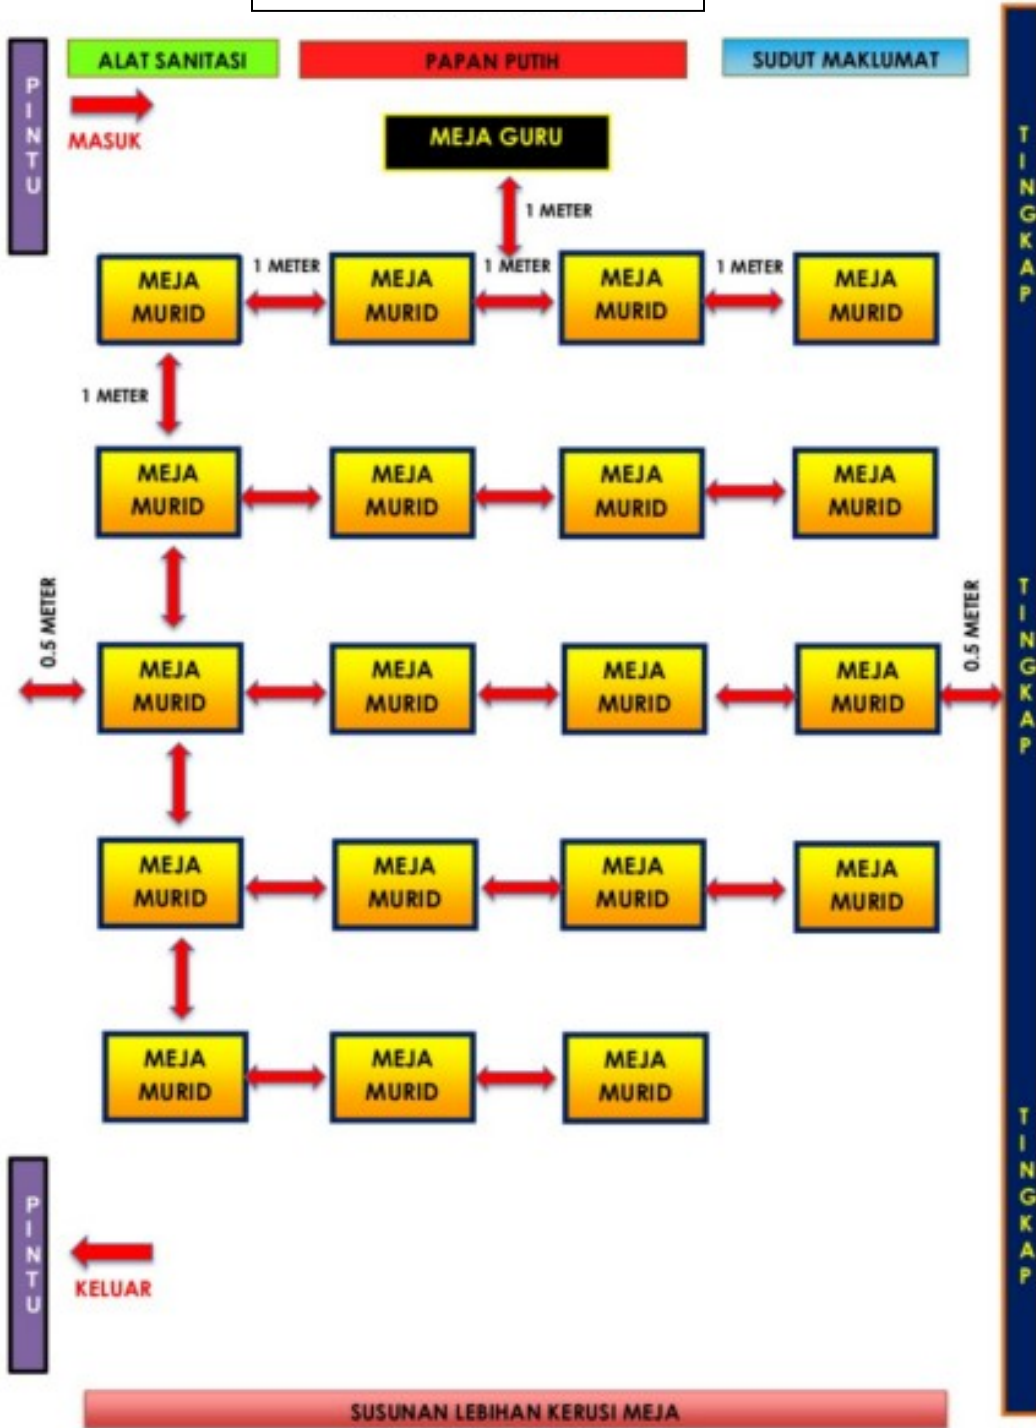 ALAT SANITASI
PAPAN PUTIH
SUDUT MAKLUMAT
PINTU
MASUK
MEJA GURU
TINGKAP
1 METER
1 METER
1 METER
1 METER
MEJA
MURID
MEJA
MURID
MEJA
MURID
MEJA
MURID
1 METER
MEJA
MURID
MEJA
MURID
MEJA
MURID
MEJA
MURID
0.5 METER
MEJA
MURID
MEJA
MURID
MEJA
MURID
MEJA
MURID
0.5 METER
TINGKAP
MEJA
MURID
MEJA
MURID
MEJA
MURID
MEJA
MURID
MEJA
MURID
MEJA
MURID
MEJA
MURID
PINTU
KELUAR
TINGKAP
SUSUNAN LEBIHAN KERUSI MEJA